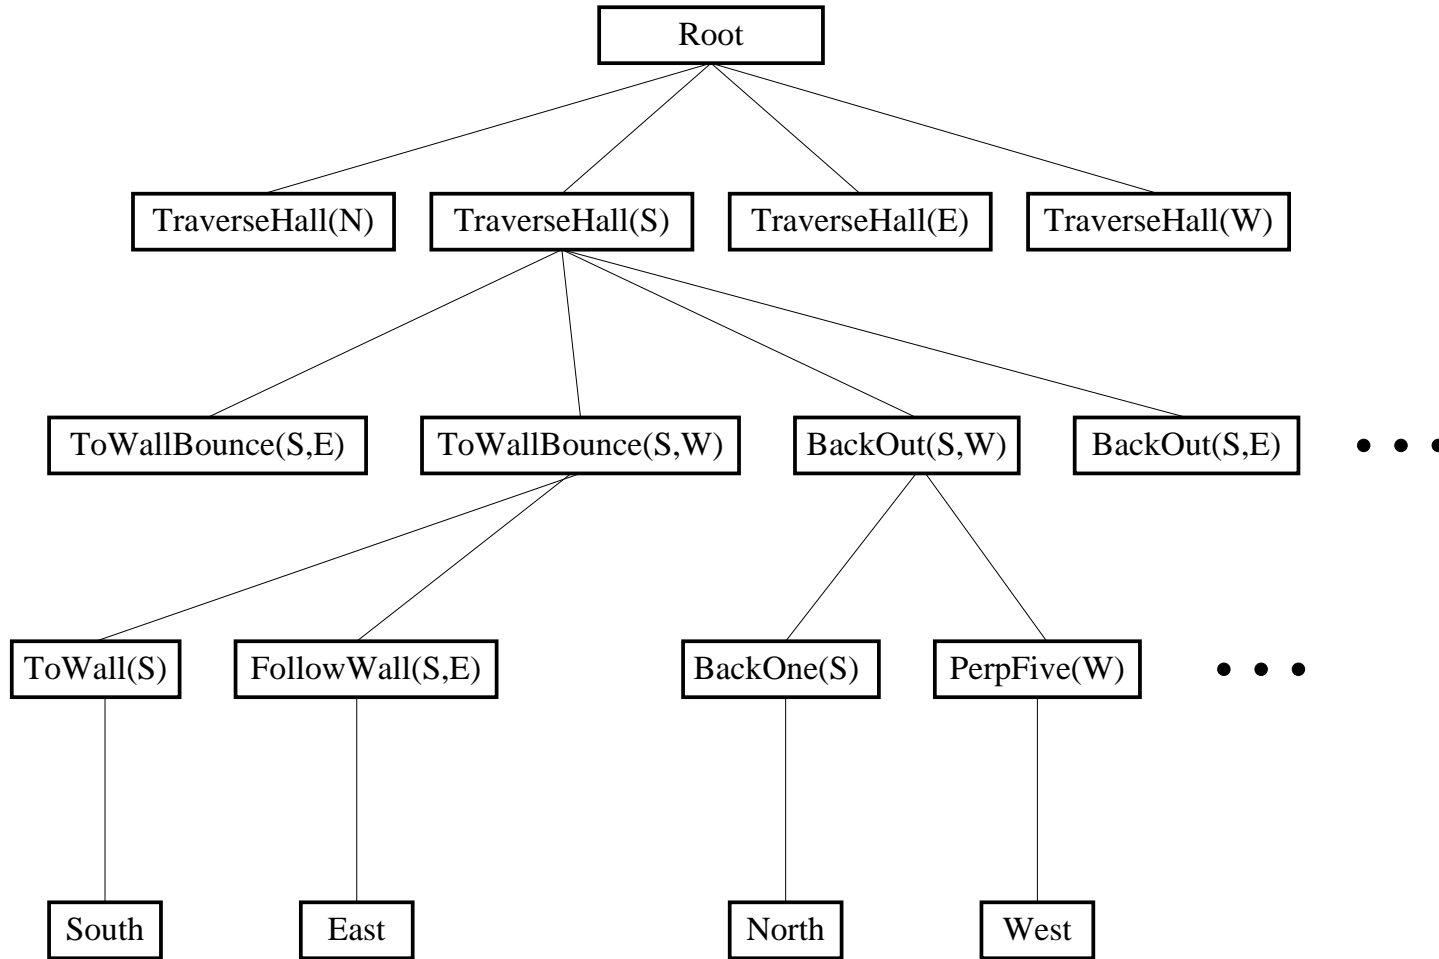 Root
TraverseHall(N) TraverseHall(S) TraverseHall(E) TraverseHall(W)
ToWallBounce(S,E) ToWallBounce(S,W) BackOut(S,W) BackOut(S,E) • • •
ToWall(S) FollowWall(S,E) BackOne(S) PerpFive(W) • • •
South East North West